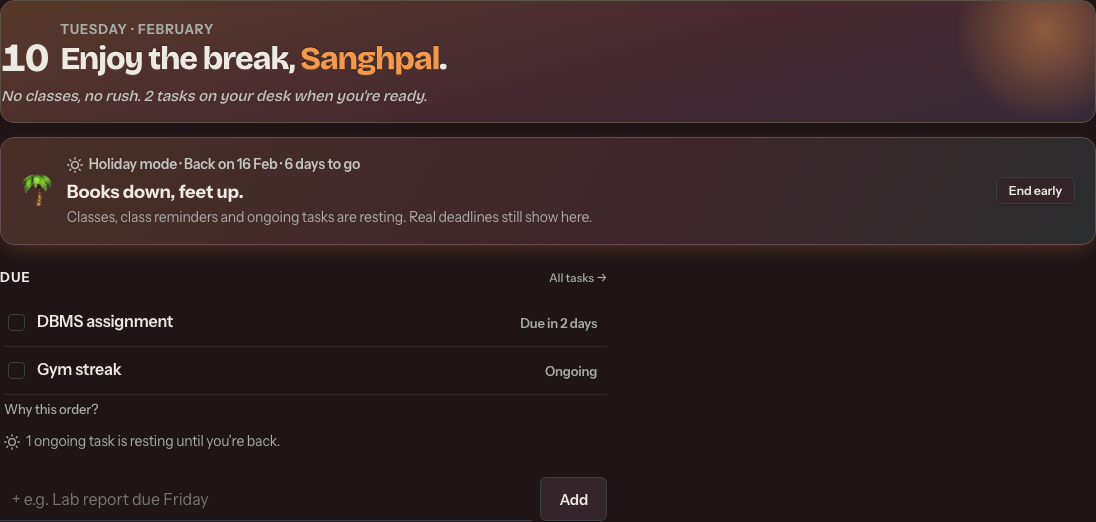 TUESDAY · FEBRUARY
10 Enjoy the break, Sanghpal.
No classes, no rush. 2 tasks on your desk when you're ready.
Holiday mode · Back on 16 Feb · 6 days to go
Books down, feet up.
Classes, class reminders and ongoing tasks are resting. Real deadlines still show here.
End early
DUE All tasks →
DBMS assignment Due in 2 days
Gym streak Ongoing
Why this order?
1 ongoing task is resting until you're back.
+ e.g. Lab report due Friday Add